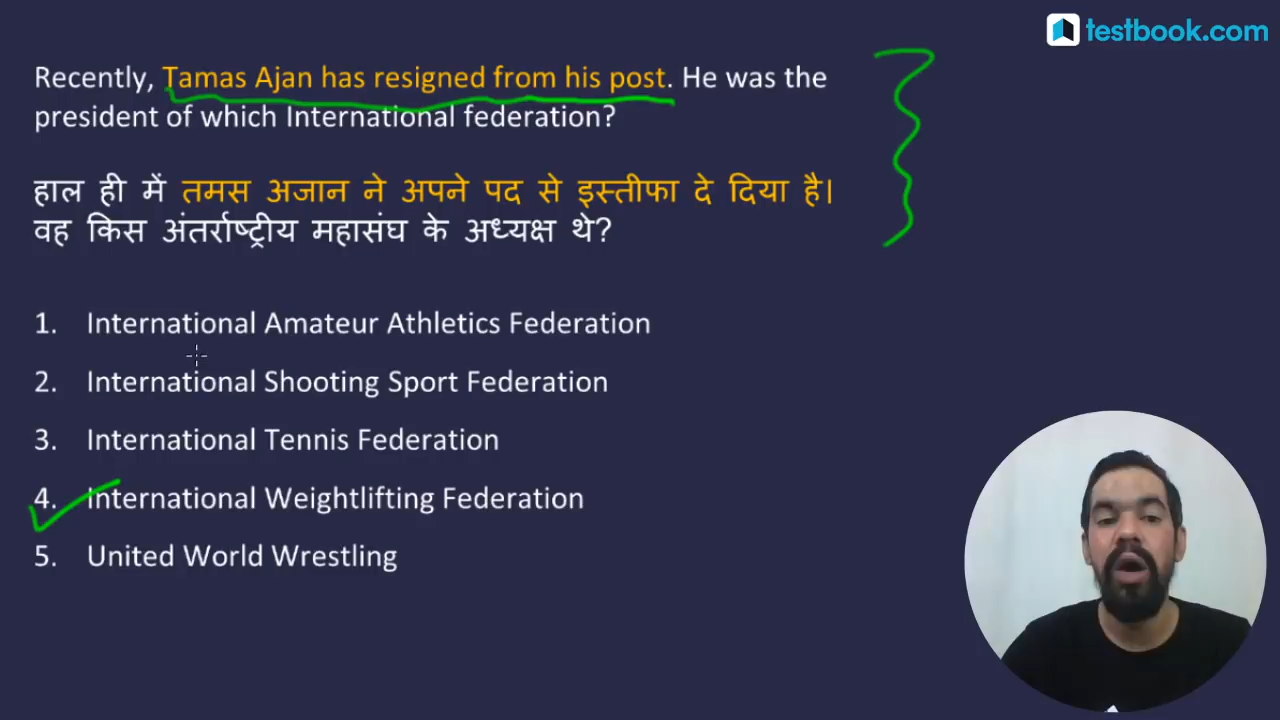 testbook.com
Recently, Tamas Ajan has resigned from his post. He was the
president of which International federation?
हाल ही में तमस अजान ने अपने पद से इस्तीफा दे दिया है।
वह किस अंतर्राष्ट्रीय महासंघ के अध्यक्ष थे?
1. International Amateur Athletics Federation
2. International Shooting Sport Federation
3. International Tennis Federation
4. International Weightlifting Federation
5. United World Wrestling